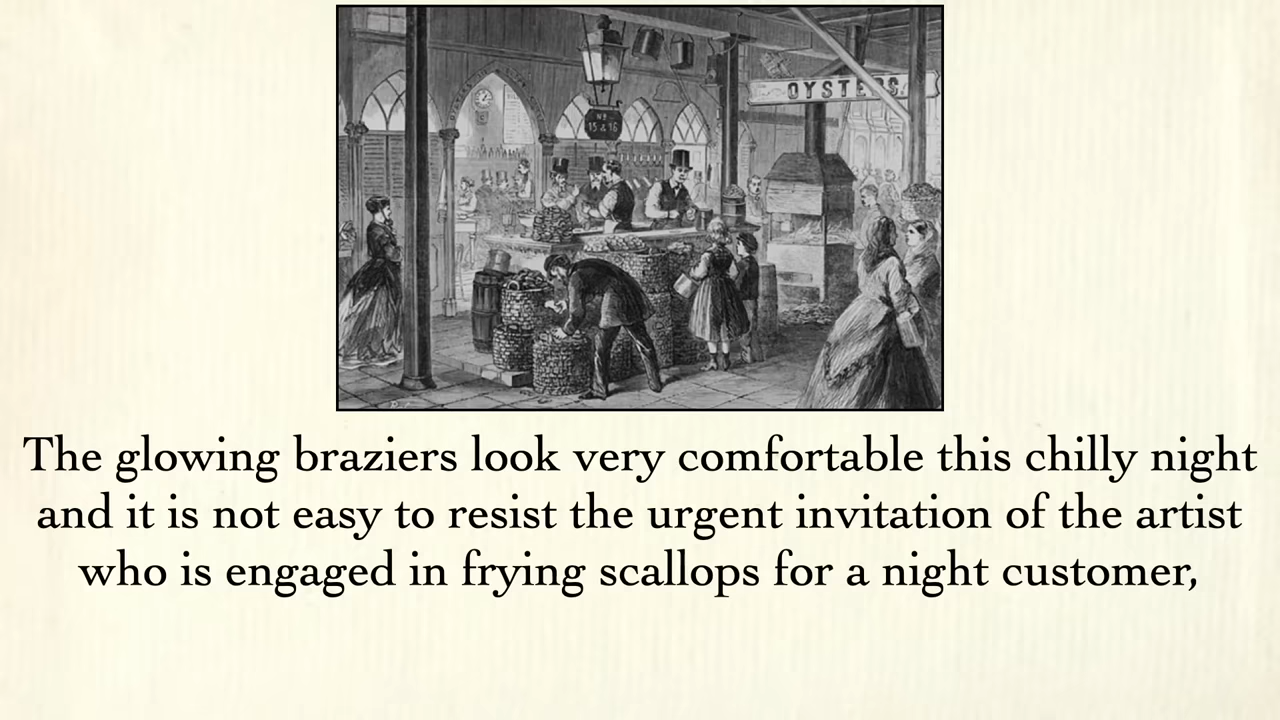 OYSTERS
No
15 & 16
The glowing braziers look very comfortable this chilly night
and it is not easy to resist the urgent invitation of the artist
who is engaged in frying scallops for a night customer,